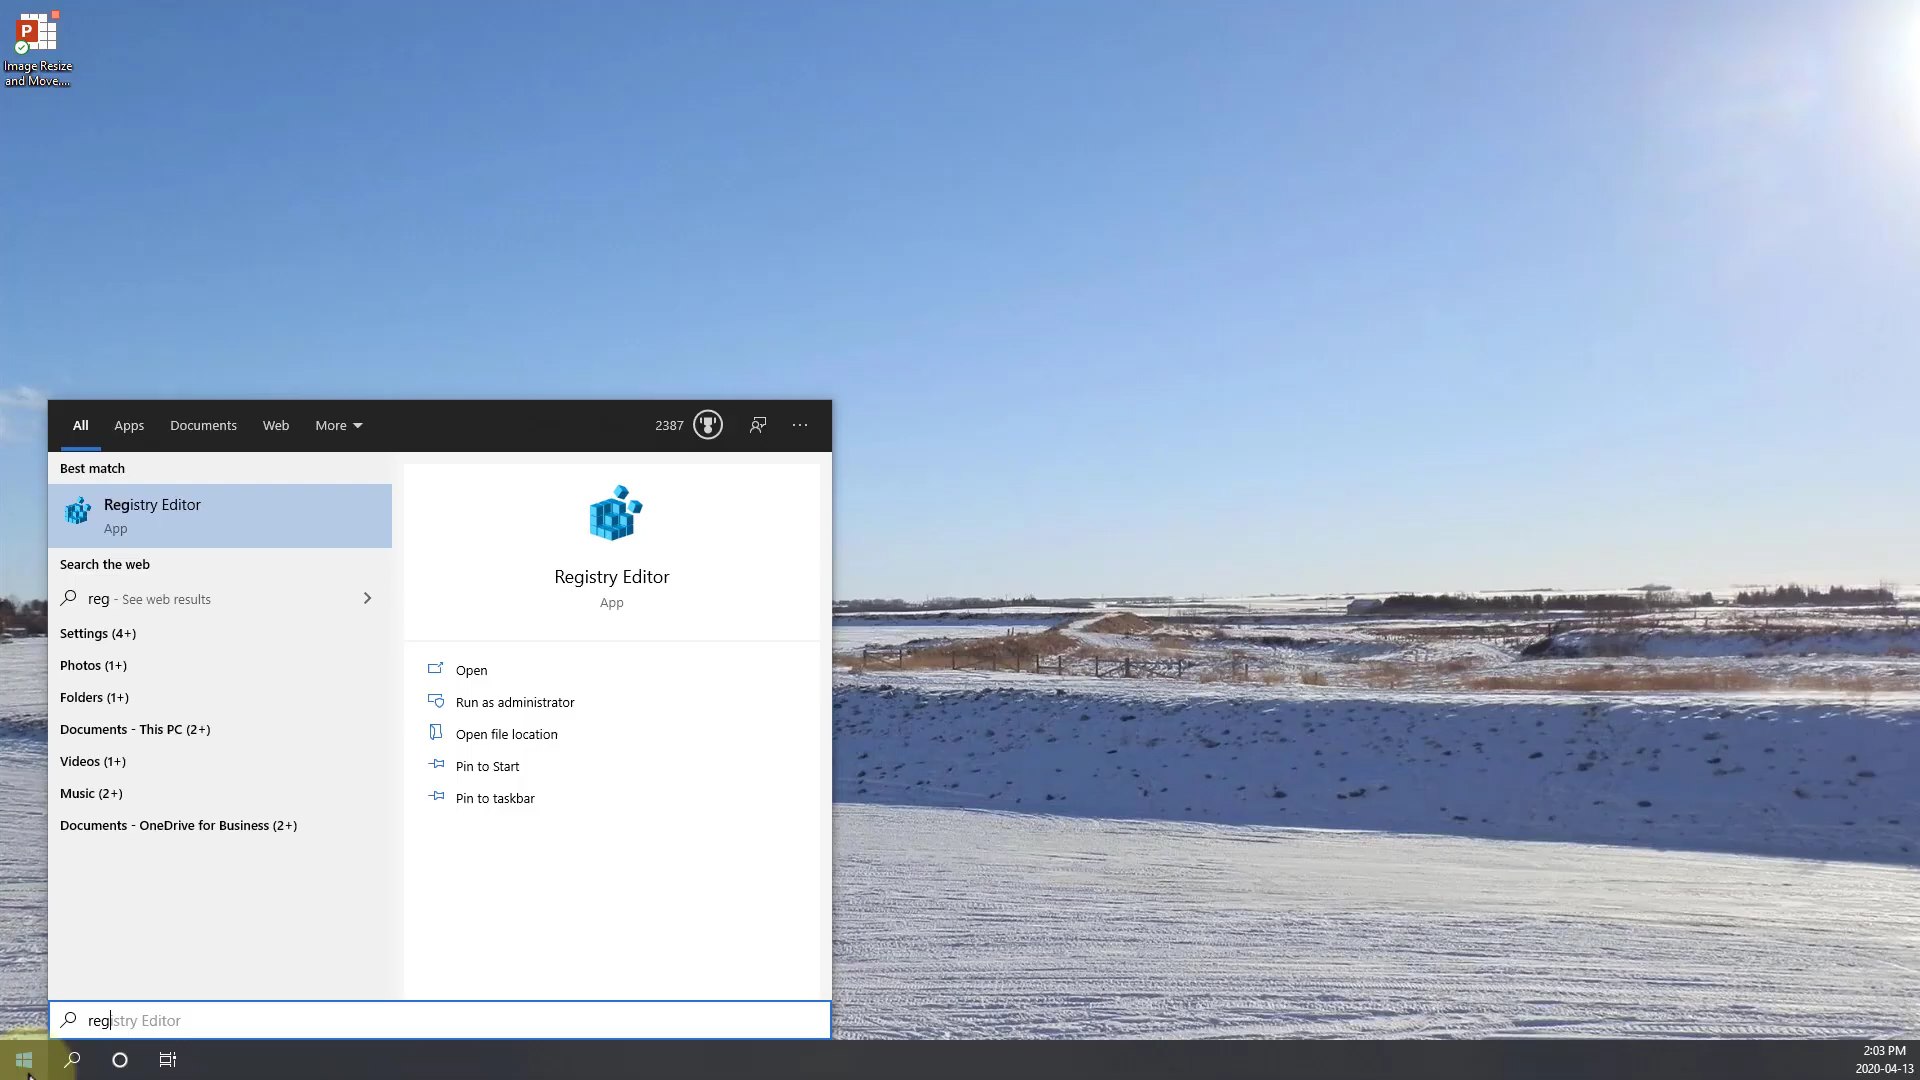 P
Image Resize
and Move....
All Apps Documents Web More 2387 ...
Best match
Registry Editor
App
Search the web
reg - See web results
Settings (4+)
Photos (1+)
Folders (1+)
Documents - This PC (2+)
Videos (1+)
Music (2+)
Documents - OneDrive for Business (2+)
Registry Editor
App
Open
Run as administrator
Open file location
Pin to Start
Pin to taskbar
registry Editor
2:03 PM
2020-04-13